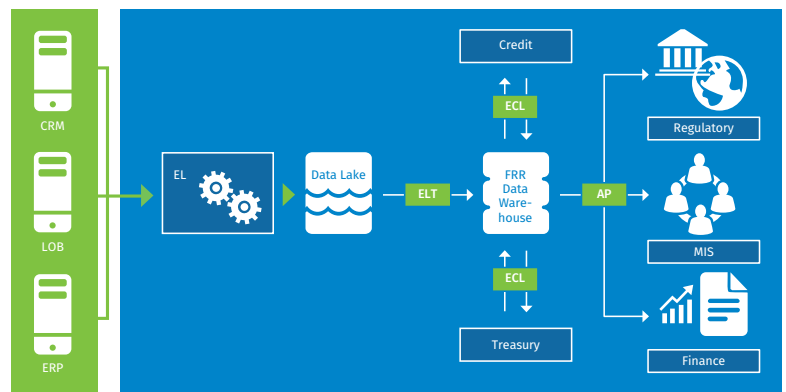 CRM
LOB
ERP
EL
Data Lake
ELT
Credit
ECL
FRR
Data
Ware-
house
ECL
Treasury
AP
Regulatory
MIS
Finance